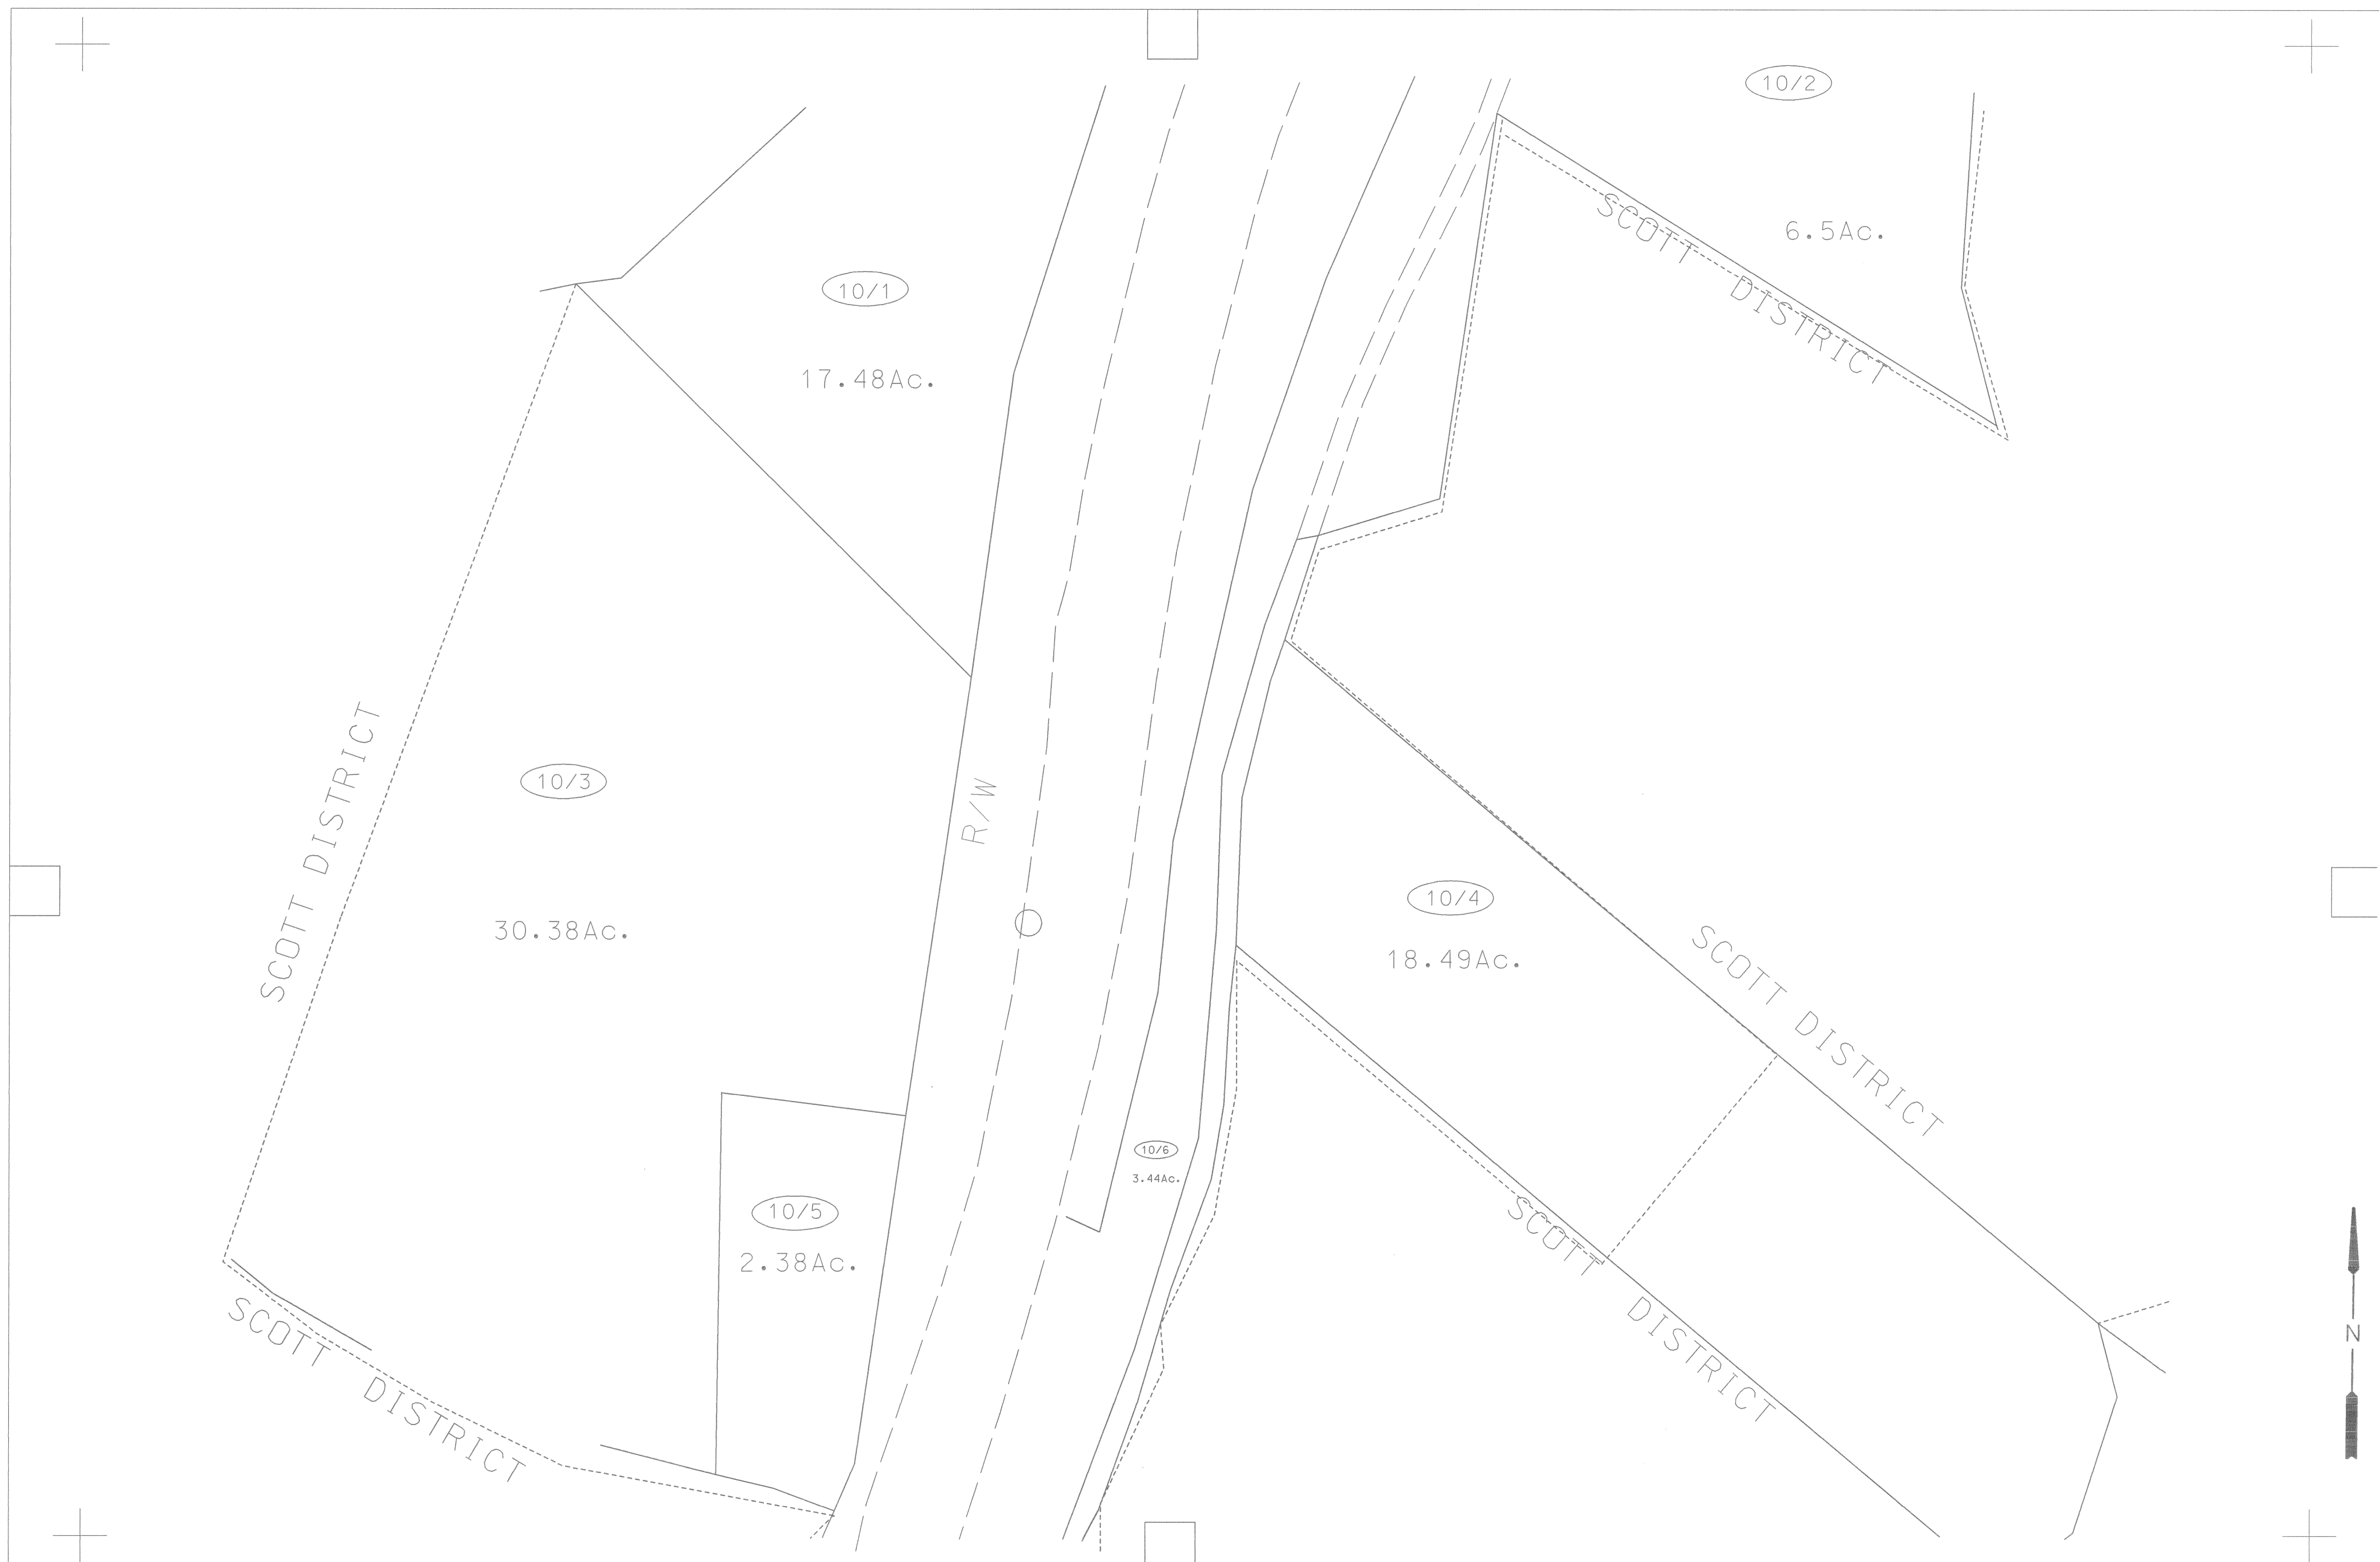 10/2
SCOTT DISTRICT
6.5Ac.
10/1
17.48Ac.
SCOTT DISTRICT
10/3
R/W
10/4
30.38Ac.
18.49Ac.
SCOTT DISTRICT
10/6
3.44Ac.
10/5
2.38Ac.
SCOTT DISTRICT
SCOTT DISTRICT
N